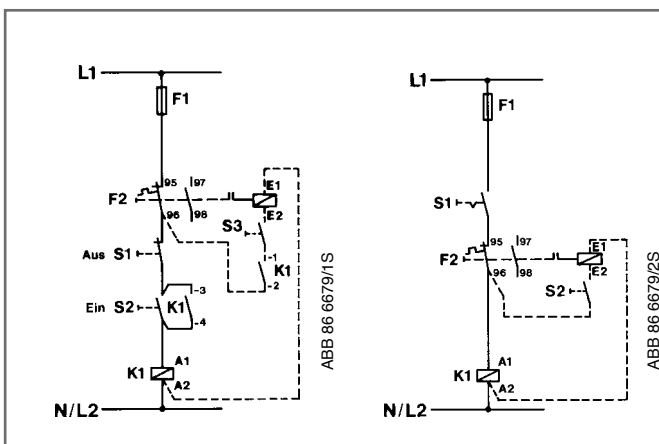 L1
F1
95
97
E1
F2
96
98
E2
S3
Aus S1
-1
K1
-2
-3
Ein S2 K1
-4
A1
K1
A2
N/L2
ABB 86 6679/1S
L1
F1
S1
95
97
E1
F2
96
98
E2
S2
A1
K1
A2
N/L2
ABB 86 6679/2S